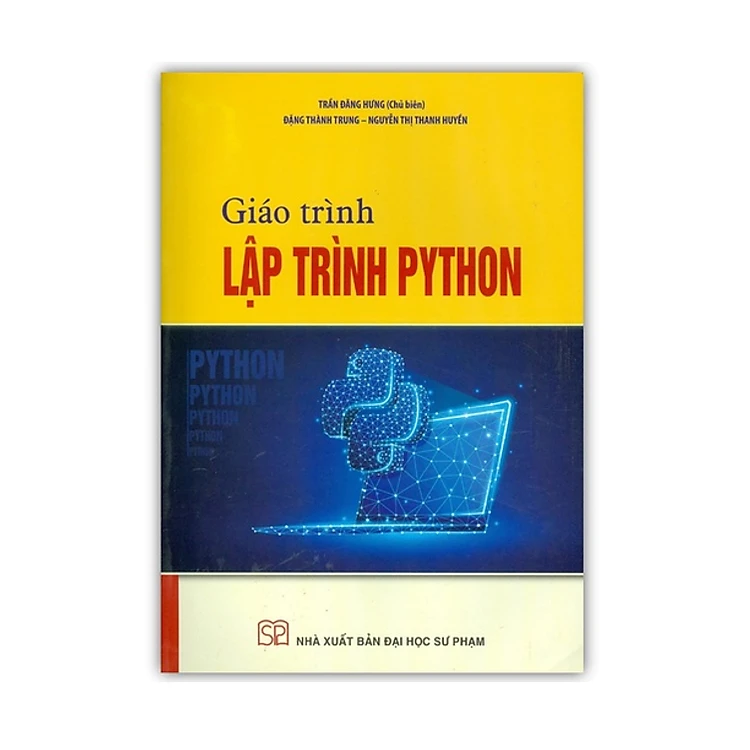 TRẦN ĐĂNG HƯNG (Chủ biên)
ĐẶNG THÀNH TRUNG – NGUYỄN THỊ THANH HUYỀN
Giáo trình
LẬP TRÌNH PYTHON
PYTHON
PYTHON
PYTHON
PYTHON
PYTHON
SP
NHÀ XUẤT BẢN ĐẠI HỌC SƯ PHẠM